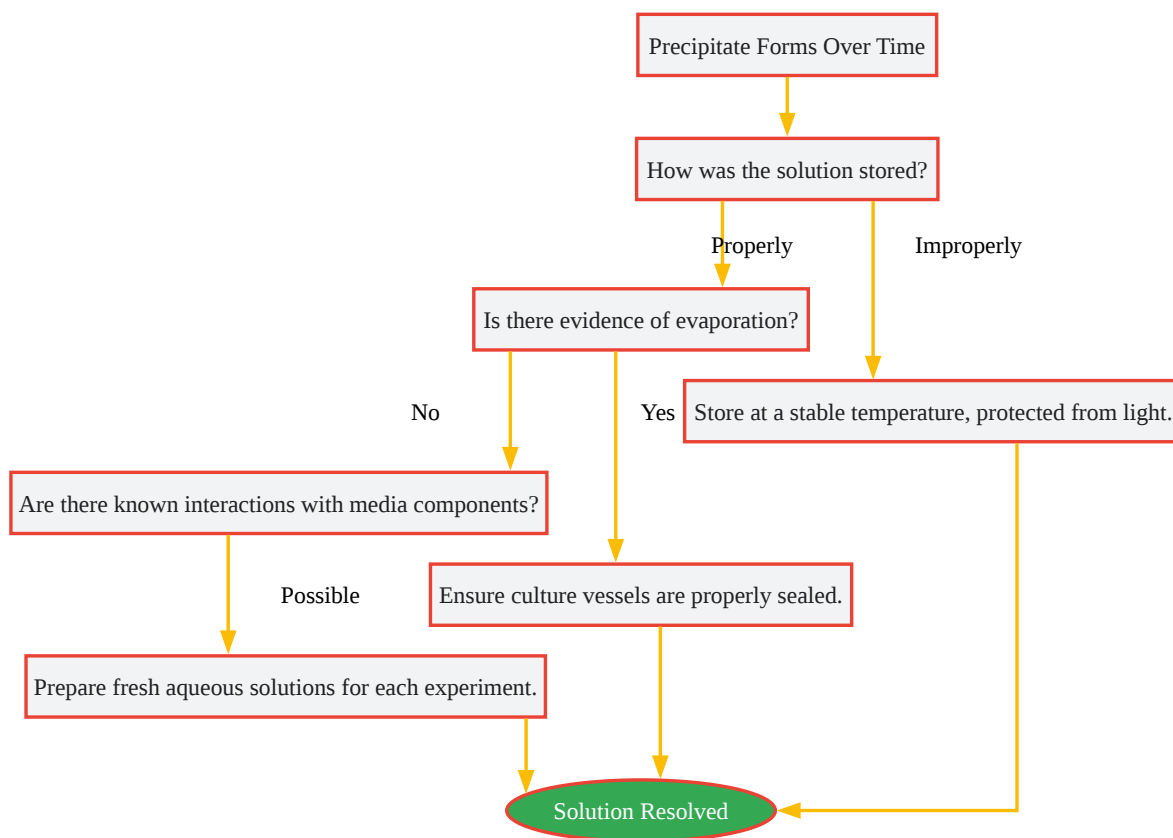 Precipitate Forms Over Time
How was the solution stored?
Properly
Improperly
Is there evidence of evaporation?
No
Yes
Store at a stable temperature, protected from light.
Are there known interactions with media components?
Possible
Ensure culture vessels are properly sealed.
Prepare fresh aqueous solutions for each experiment.
Solution Resolved